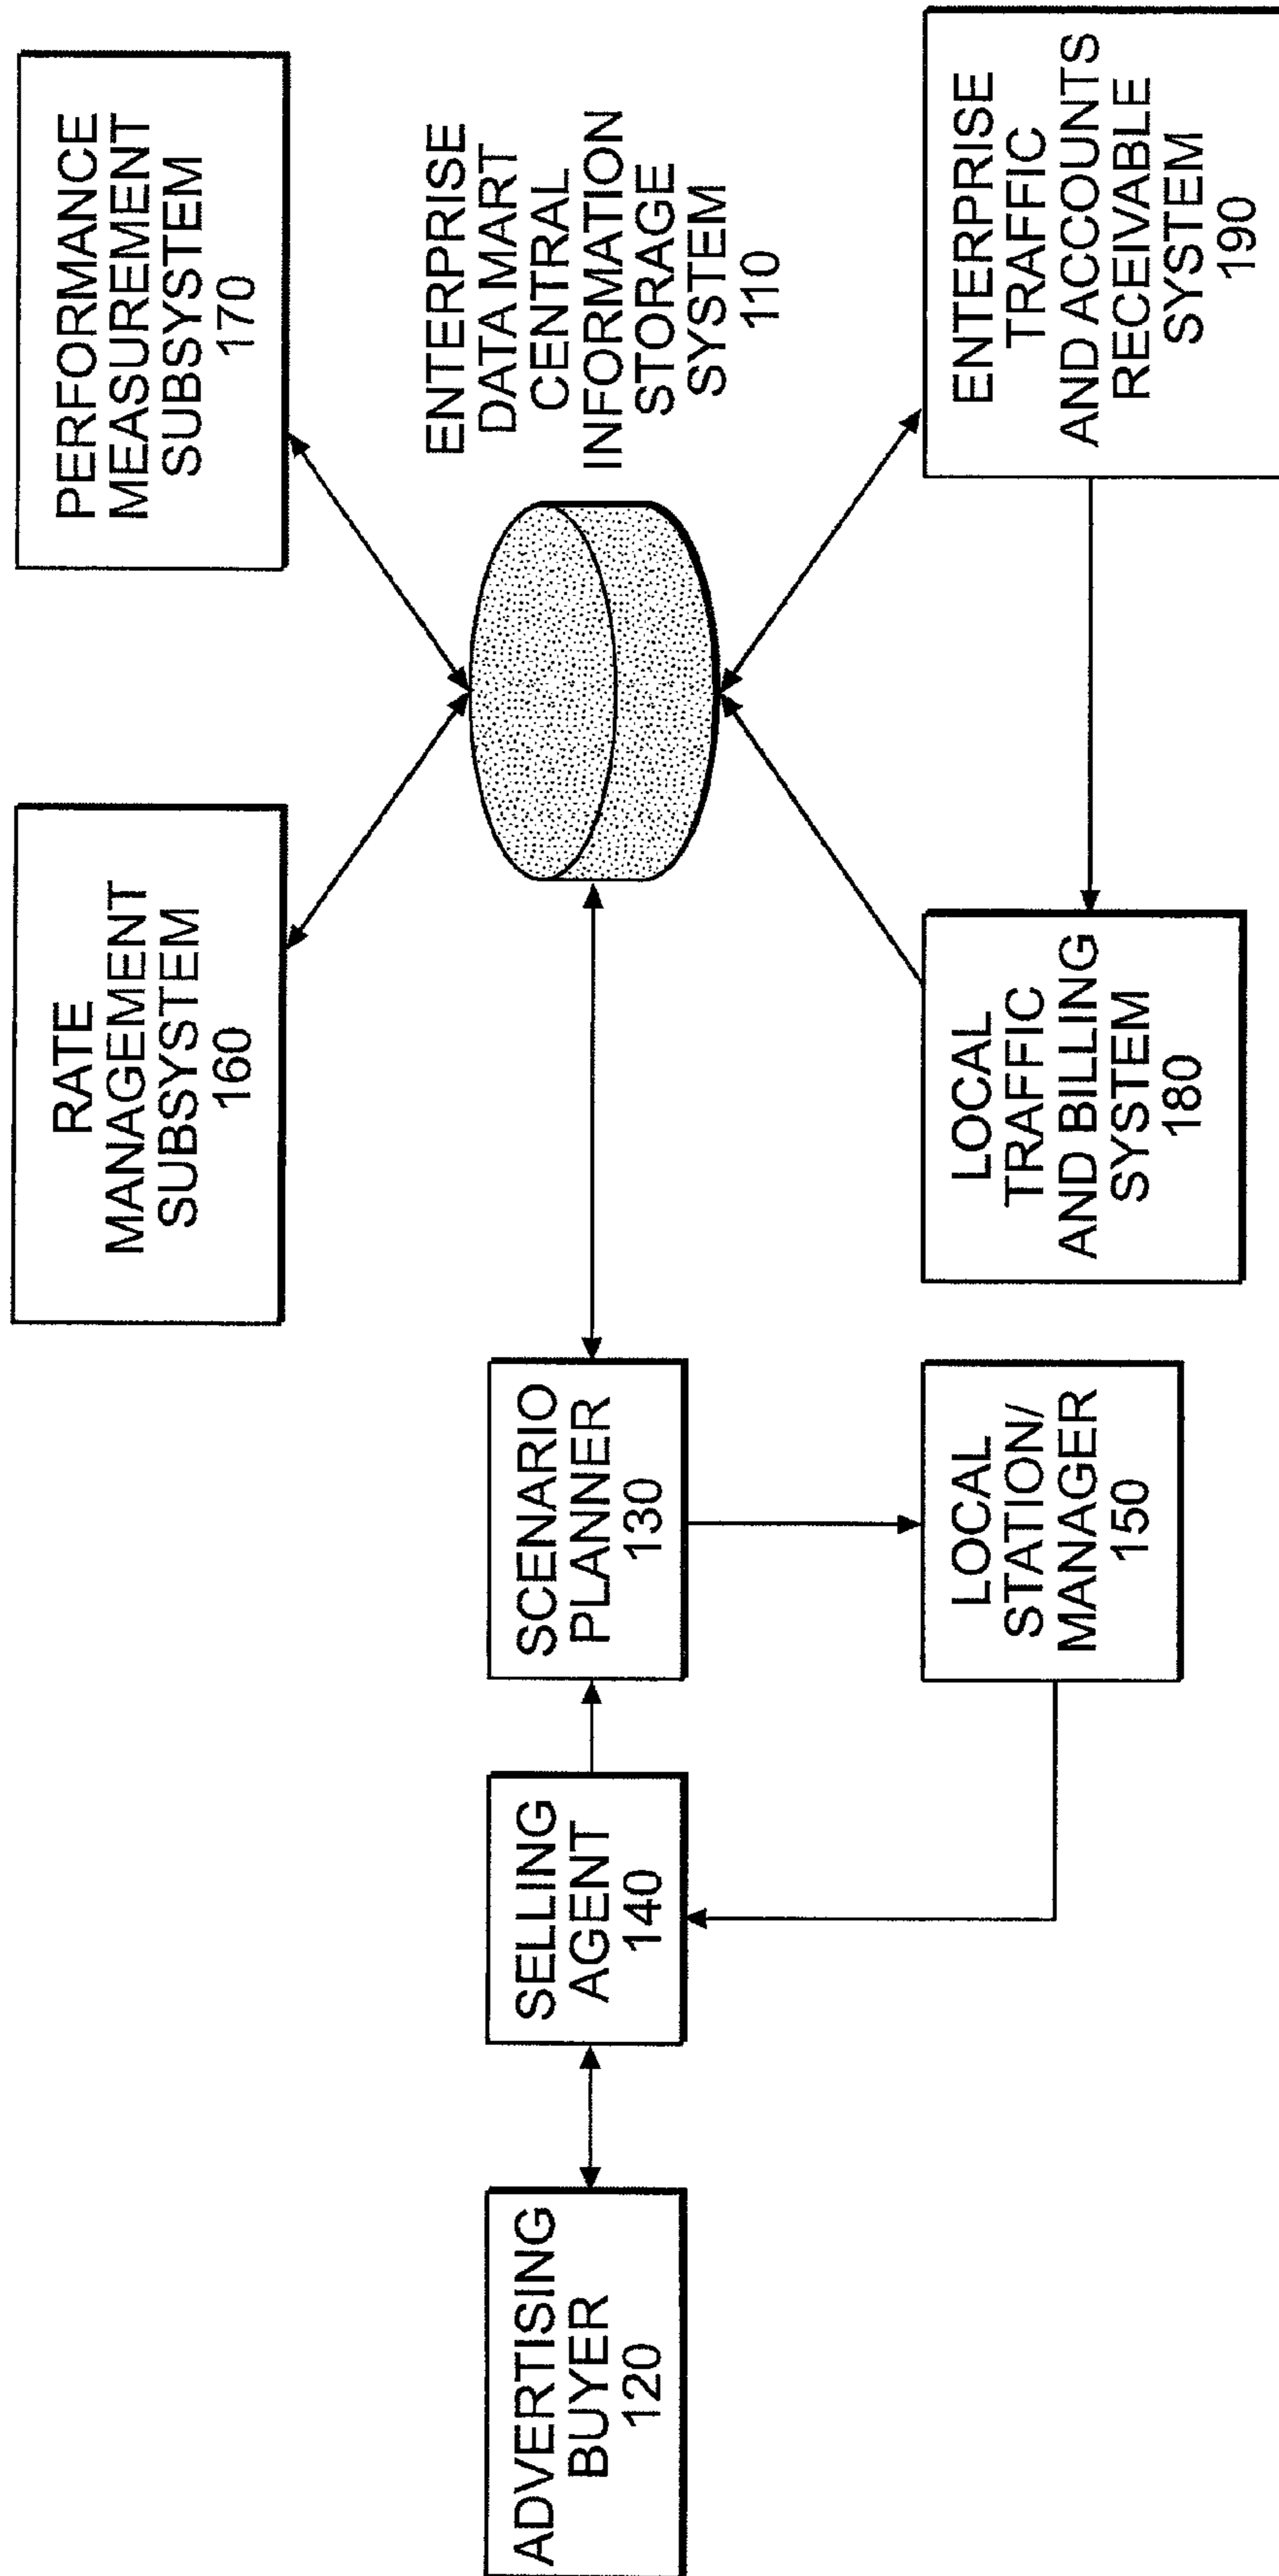 RATE
MANAGEMENT
SUBSYSTEM
160
PERFORMANCE
MEASUREMENT
SUBSYSTEM
170
ENTERPRISE
DATA MART
CENTRAL
INFORMATION
STORAGE
SYSTEM
110
ADVERTISING
BUYER
120
SELLING
AGENT
140
SCENARIO
PLANNER
130
LOCAL
STATION/
MANAGER
150
LOCAL
TRAFFIC
AND BILLING
SYSTEM
180
ENTERPRISE
TRAFFIC
AND ACCOUNTS
RECEIVABLE
SYSTEM
190